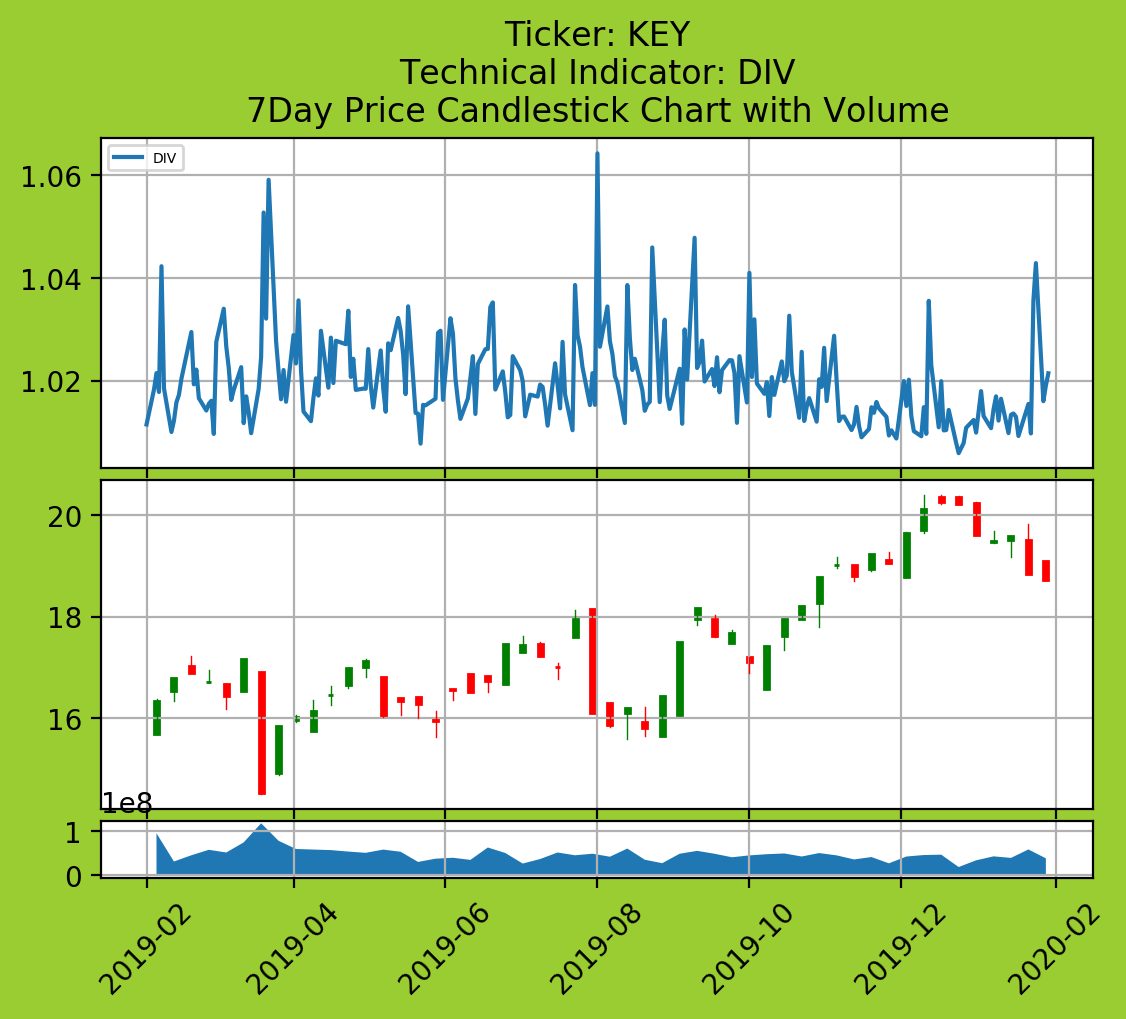 Ticker: KEY
Technical Indicator: DIV
7Day Price Candlestick Chart with Volume
DIV
1.06
1.04
1.02
20
18
16
1e8
1
0
2019-02 2019-04 2019-06 2019-08 2019-10 2019-12 2020-02